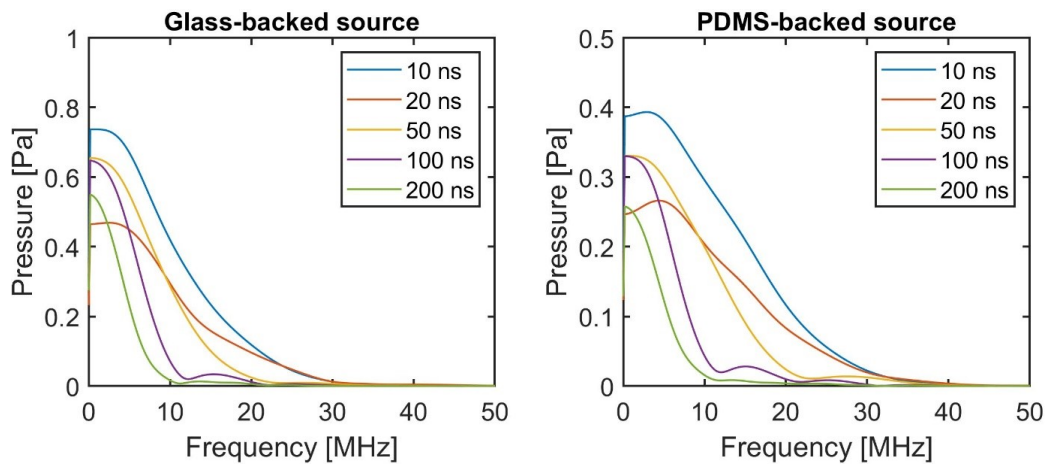 Glass-backed source
1
0.8
0.6
0.4
0.2
0
Pressure [Pa]
10 ns
20 ns
50 ns
100 ns
200 ns
0 10 20 30 40 50
Frequency [MHz]
PDMS-backed source
0.5
0.4
0.3
0.2
0.1
0
Pressure [Pa]
10 ns
20 ns
50 ns
100 ns
200 ns
0 10 20 30 40 50
Frequency [MHz]